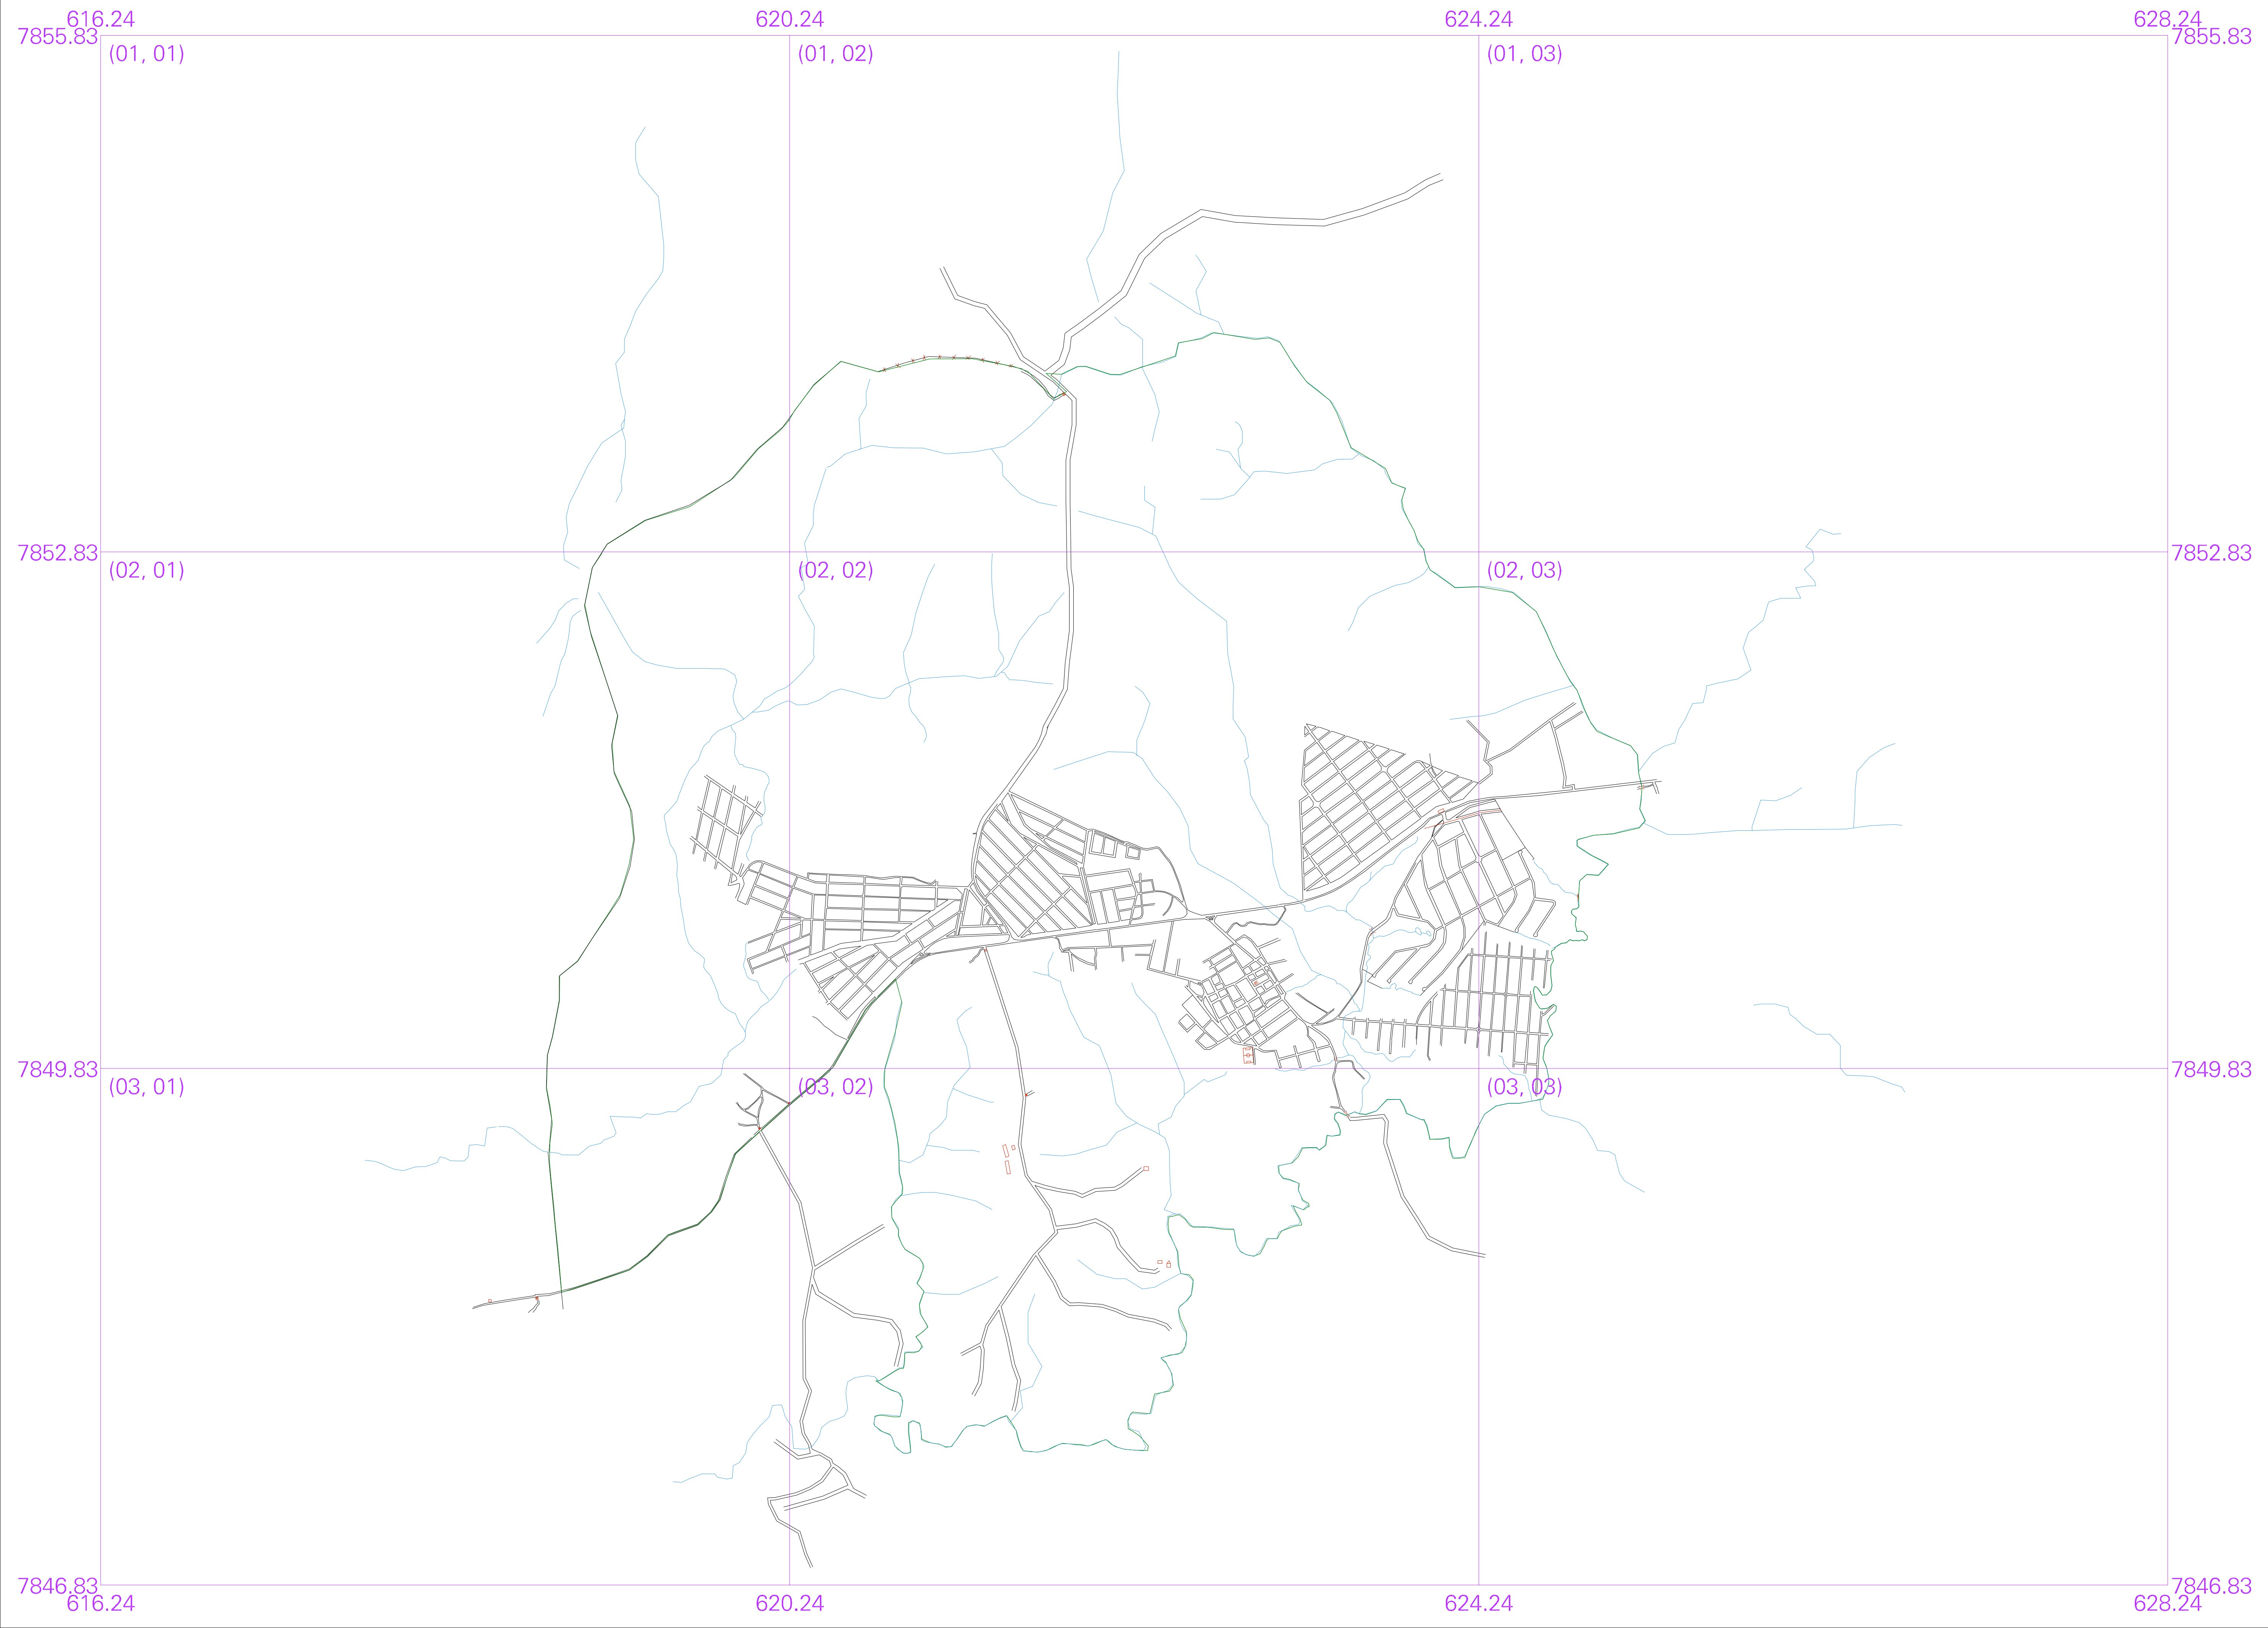 616.24 620.24 624.24 628.24
7855.83 7855.83
(01, 01) (01, 02) (01, 03)
7852.83 7852.83
(02, 01) (02, 02) (02, 03)
7849.83 7849.83
(03, 01) (03, 02) (03, 03)
7846.83 7846.83
616.24 620.24 624.24 628.24